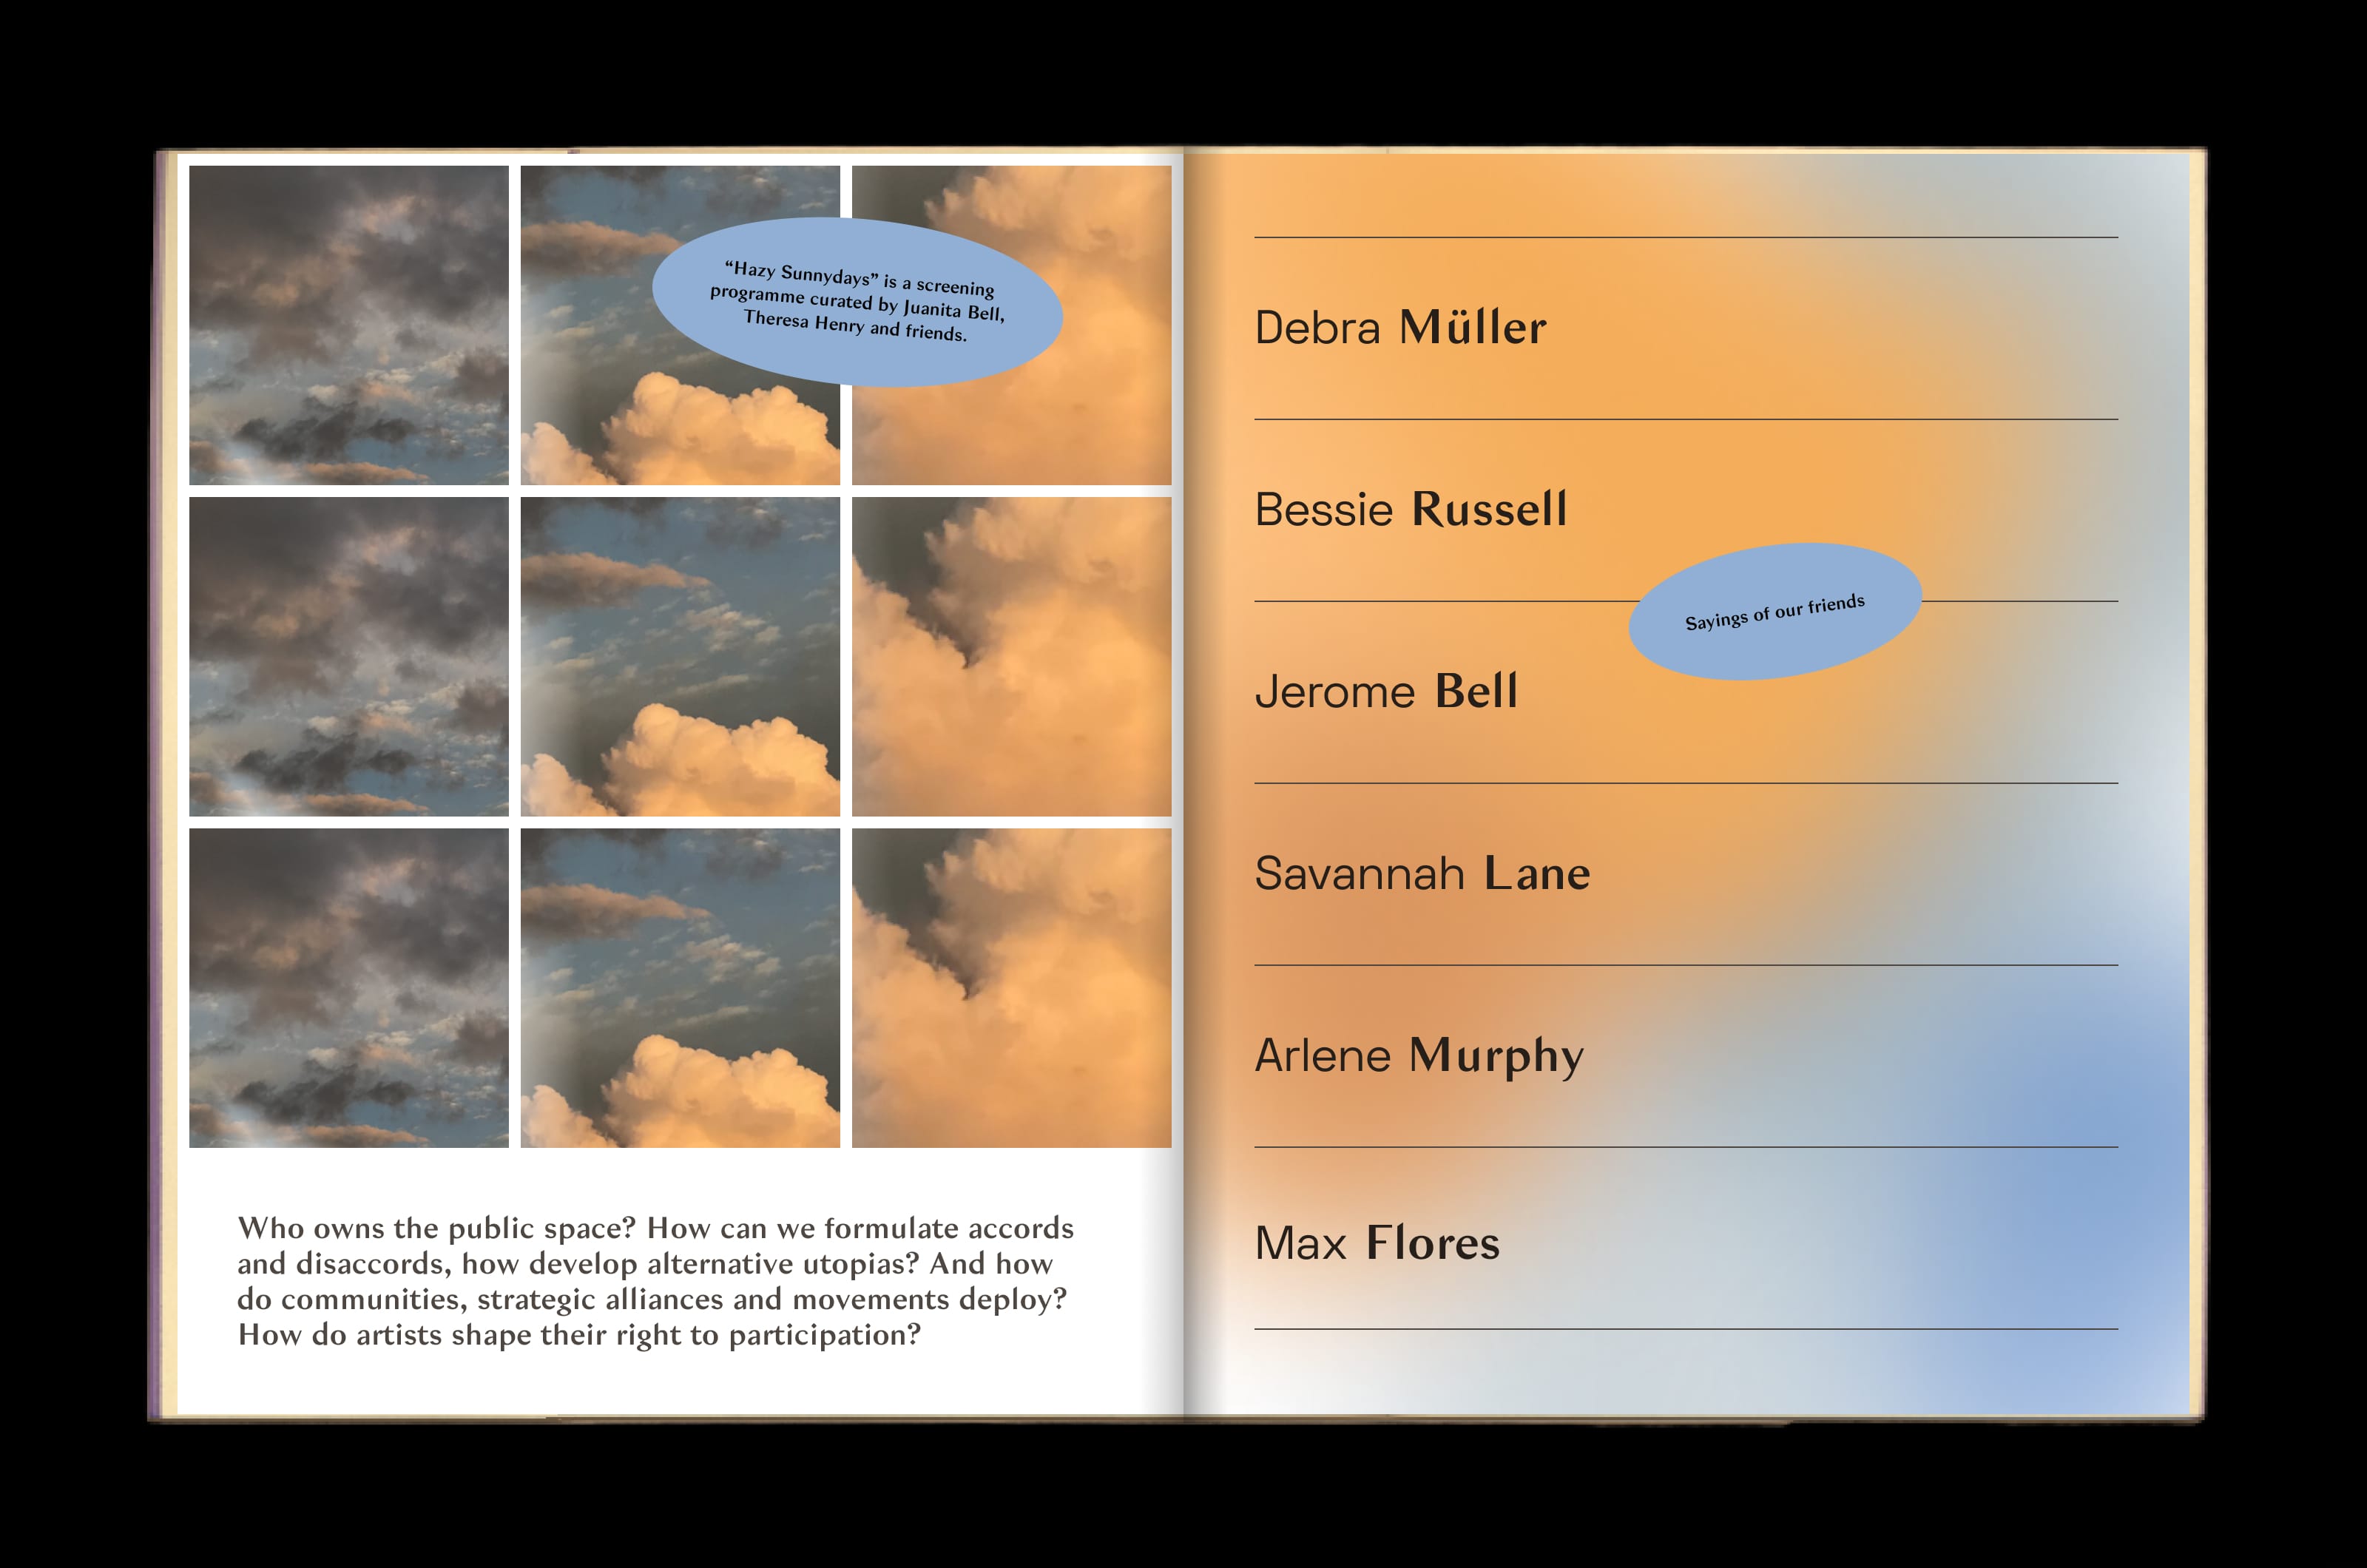 “Hazy Sunnydays” is a screening
programme curated by Juanita Bell,
Theresa Henry and friends.
Who owns the public space? How can we formulate accords
and disaccords, how develop alternative utopias? And how
do communities, strategic alliances and movements deploy?
How do artists shape their right to participation?
Debra Müller
Bessie Russell
Sayings of our friends
Jerome Bell
Savannah Lane
Arlene Murphy
Max Flores